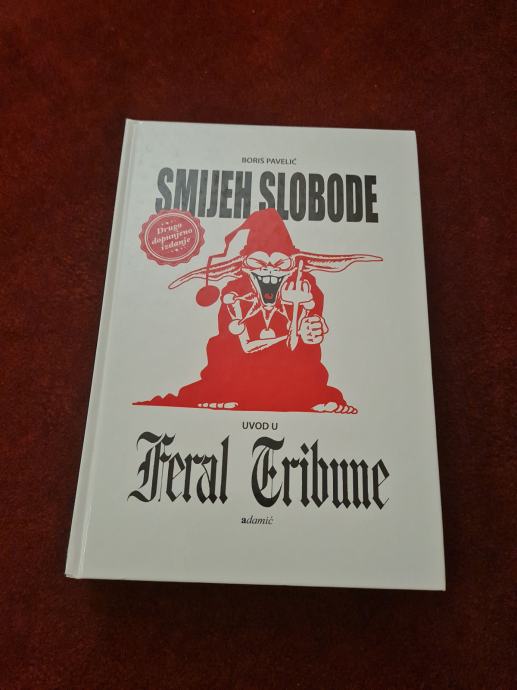 BORIS PAVELIĆ
SMIJEH SLOBODE
Drugo
dopunjeno
izdanje
UVOD U
Feral Tribune
adamić